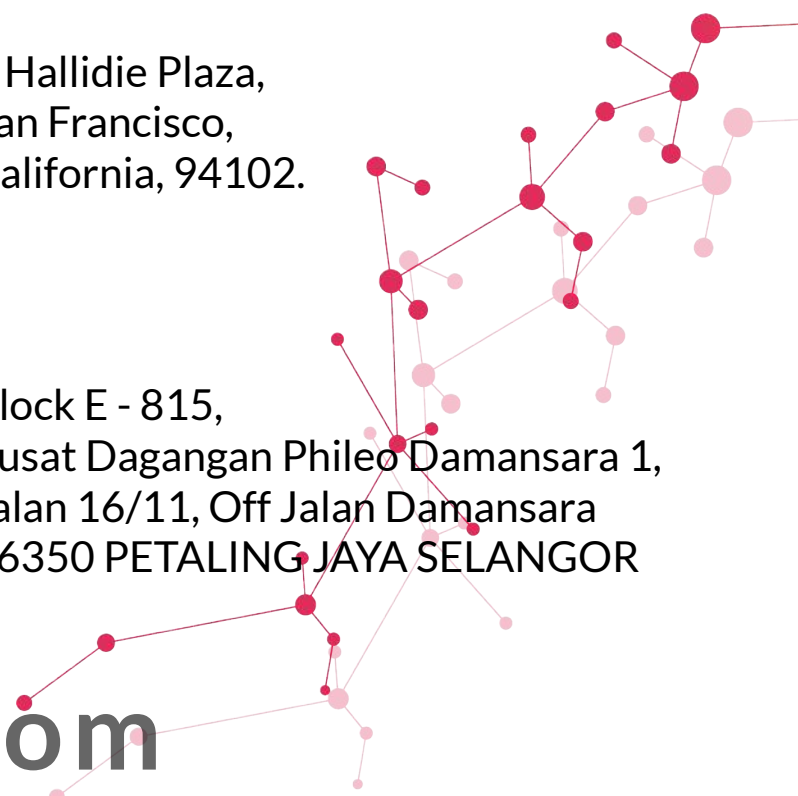 Hallidie Plaza,
an Francisco,
alifornia, 94102.
lock E - 815,
usat Dagangan Phileo Damansara 1,
alan 16/11, Off Jalan Damansara
6350 PETALING JAYA SELANGOR
om